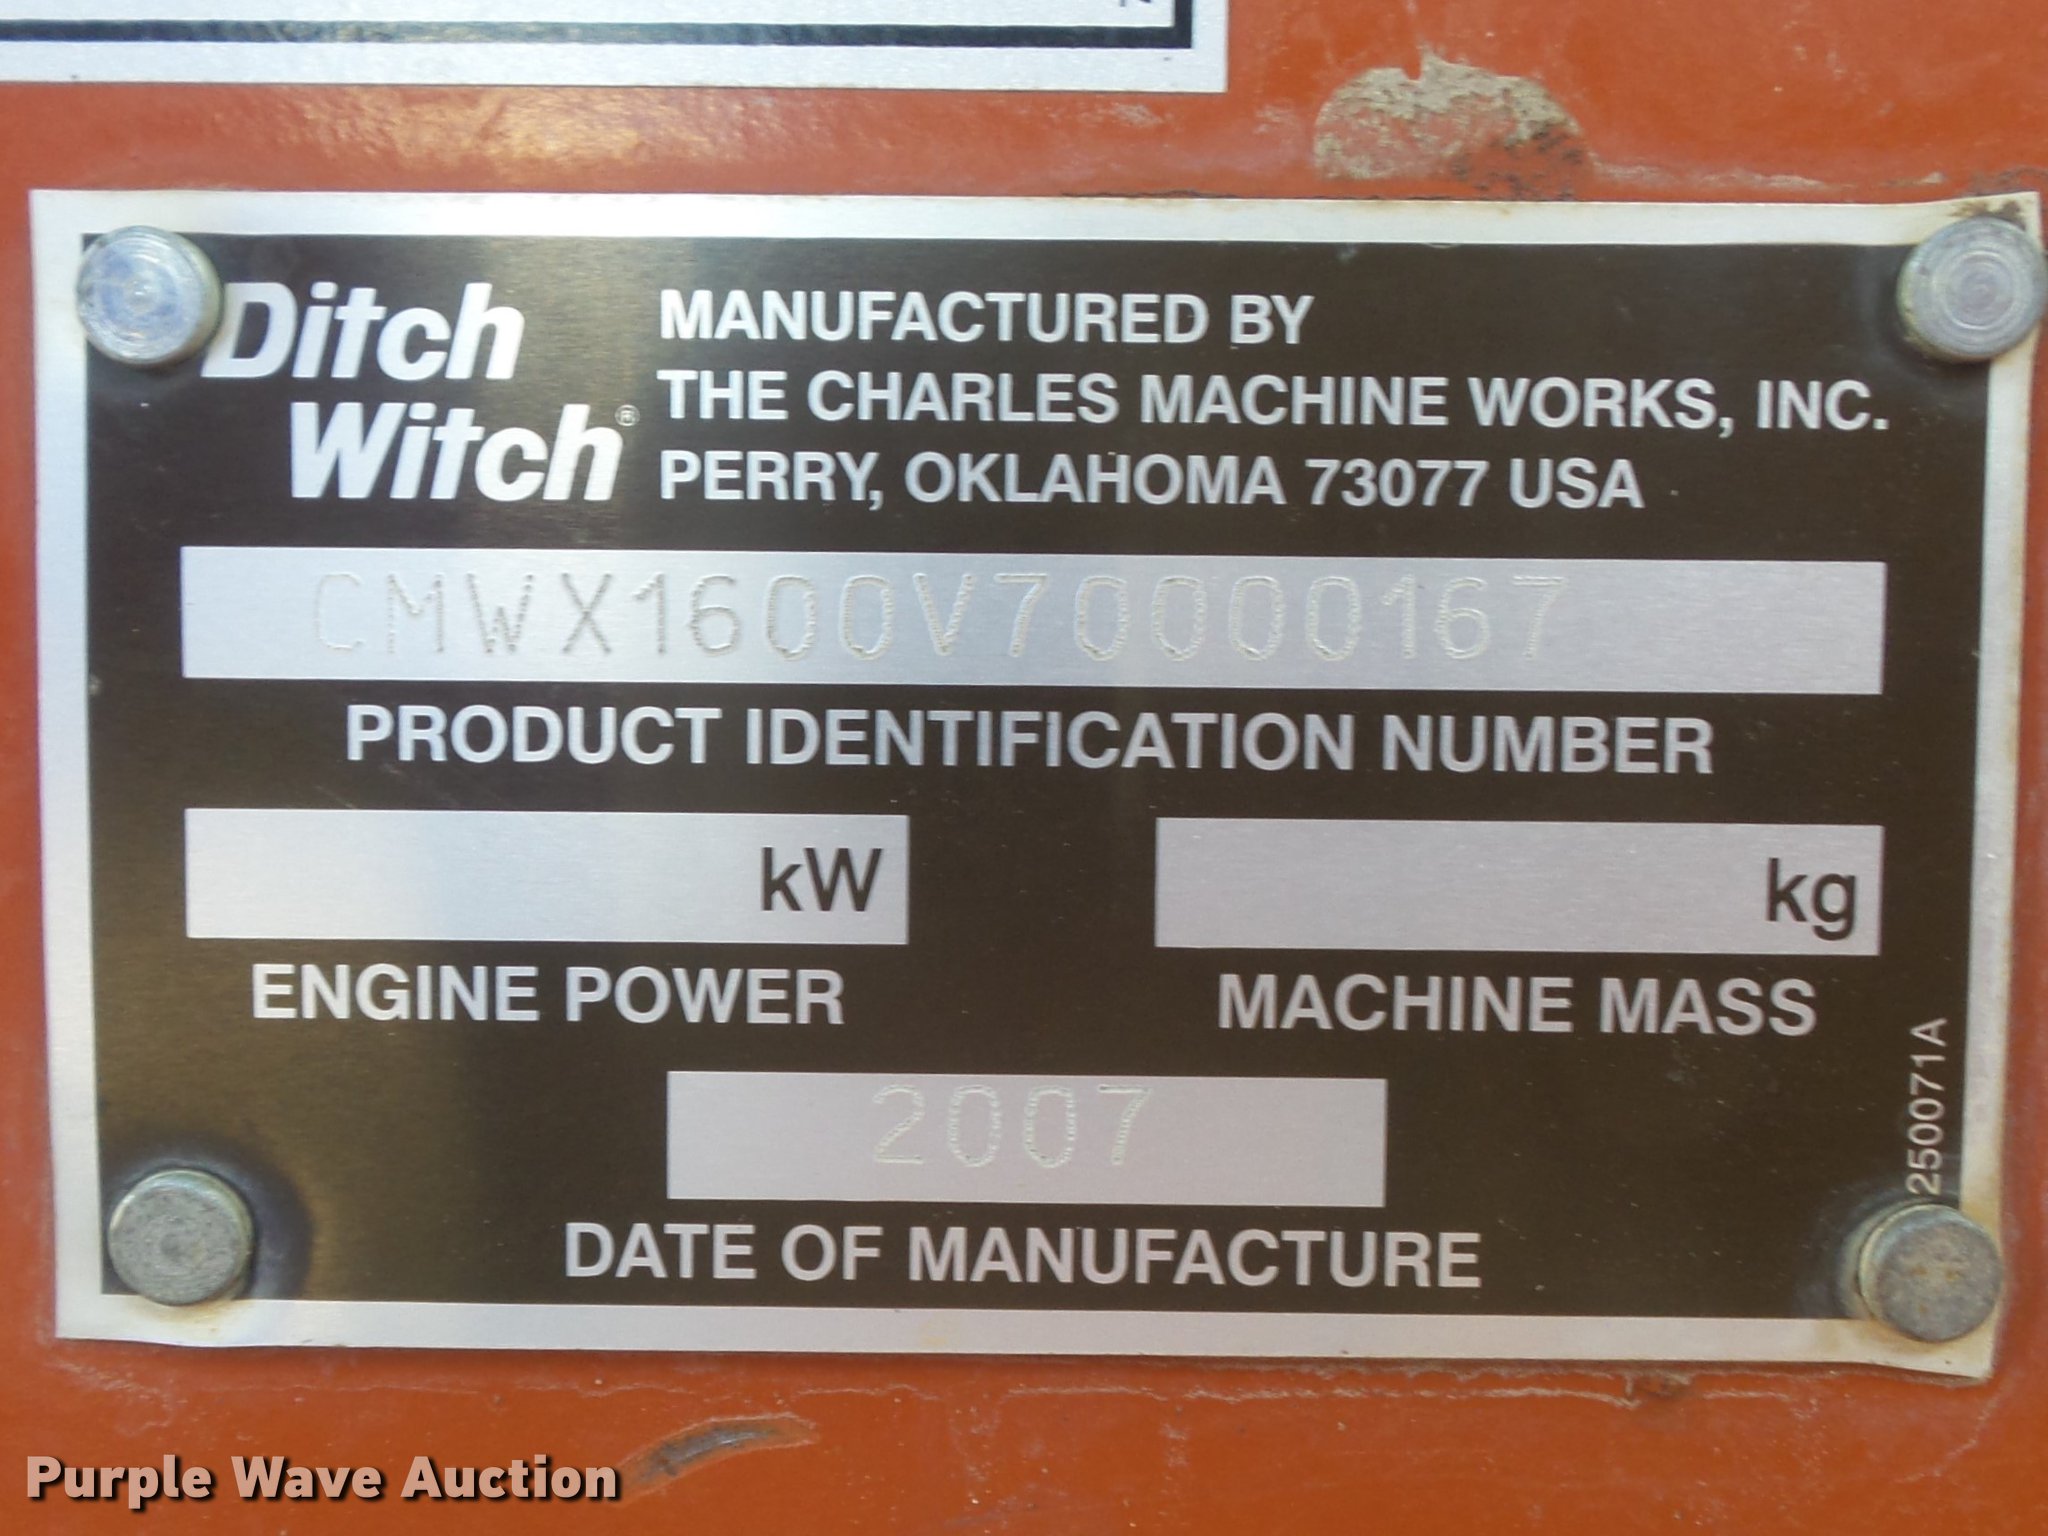 Ditch Witch®
MANUFACTURED BY
THE CHARLES MACHINE WORKS, INC.
PERRY, OKLAHOMA 73077 USA
CMWX1600V70000167
PRODUCT IDENTIFICATION NUMBER
kW
kg
ENGINE POWER
MACHINE MASS
2007
DATE OF MANUFACTURE
250071A
Purple Wave Auction